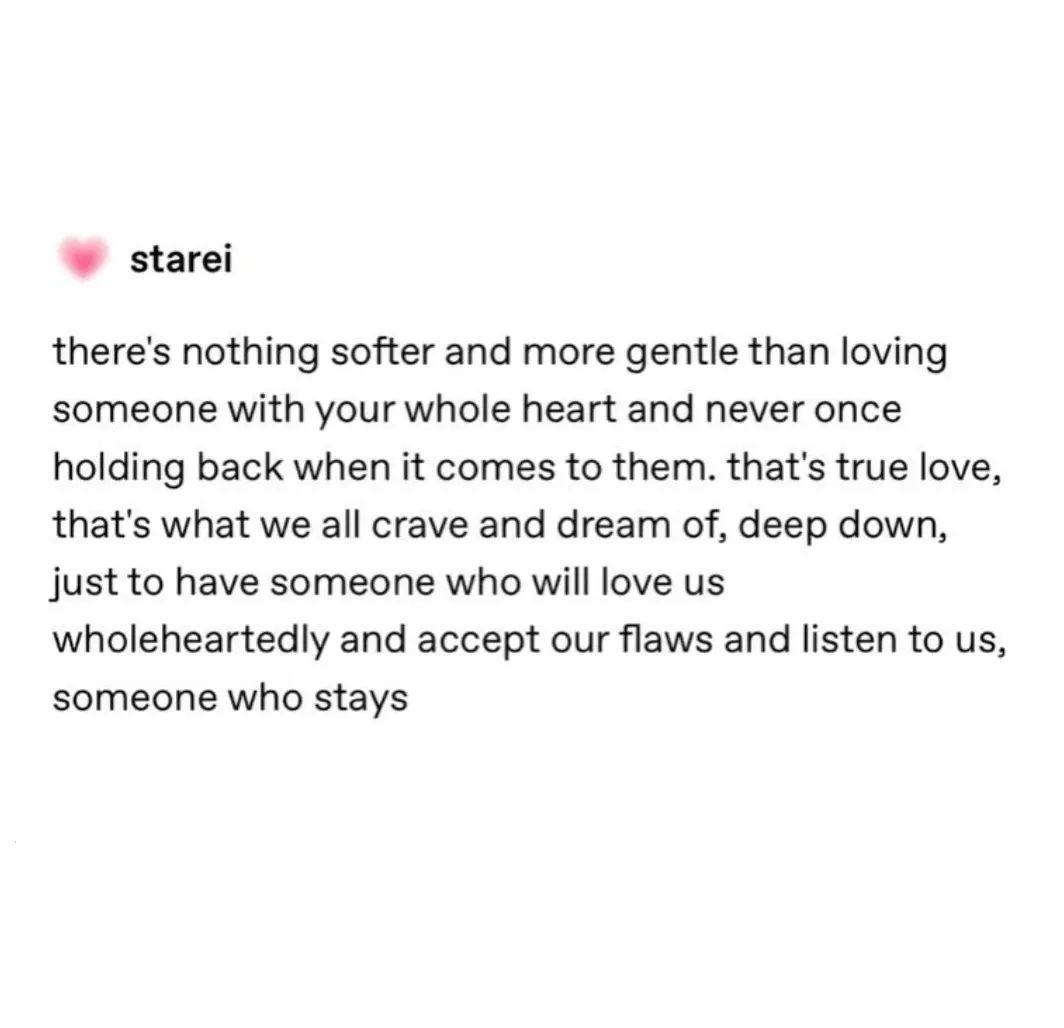 starei
there's nothing softer and more gentle than loving
someone with your whole heart and never once
holding back when it comes to them. that's true love,
that's what we all crave and dream of, deep down,
just to have someone who will love us
wholeheartedly and accept our flaws and listen to us,
someone who stays